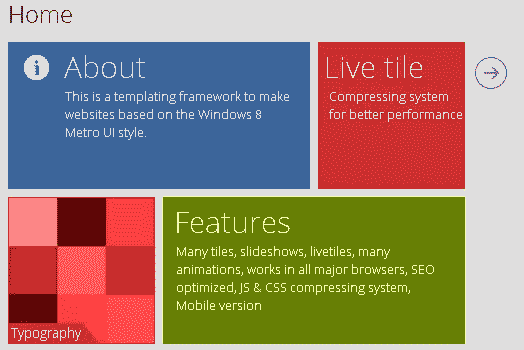 Home
About
This is a templating framework to make
websites based on the Windows 8
Metro UI style.
Live tile
Compressing system
for better performance
Typography
Features
Many tiles, slideshows, livetiles, many
animations, works in all major browsers, SEO
optimized, JS & CSS compressing system,
Mobile version